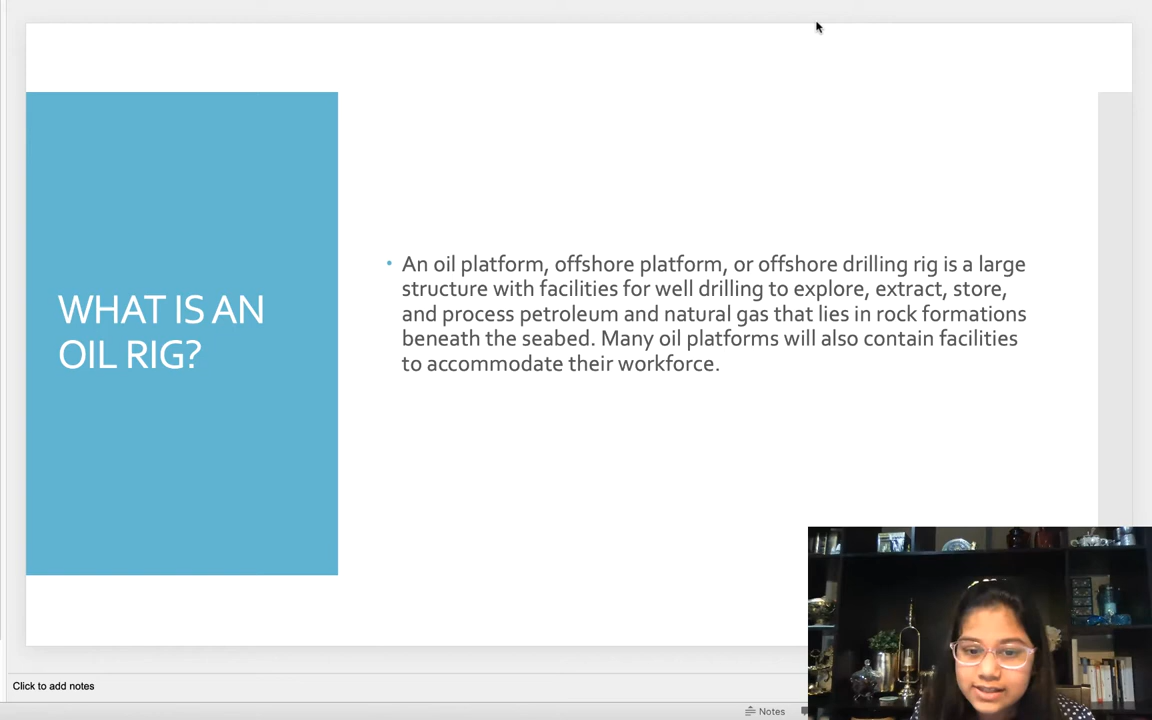 WHAT IS AN
OIL RIG?
• An oil platform, offshore platform, or offshore drilling rig is a large
structure with facilities for well drilling to explore, extract, store,
and process petroleum and natural gas that lies in rock formations
beneath the seabed. Many oil platforms will also contain facilities
to accommodate their workforce.
Click to add notes
Notes